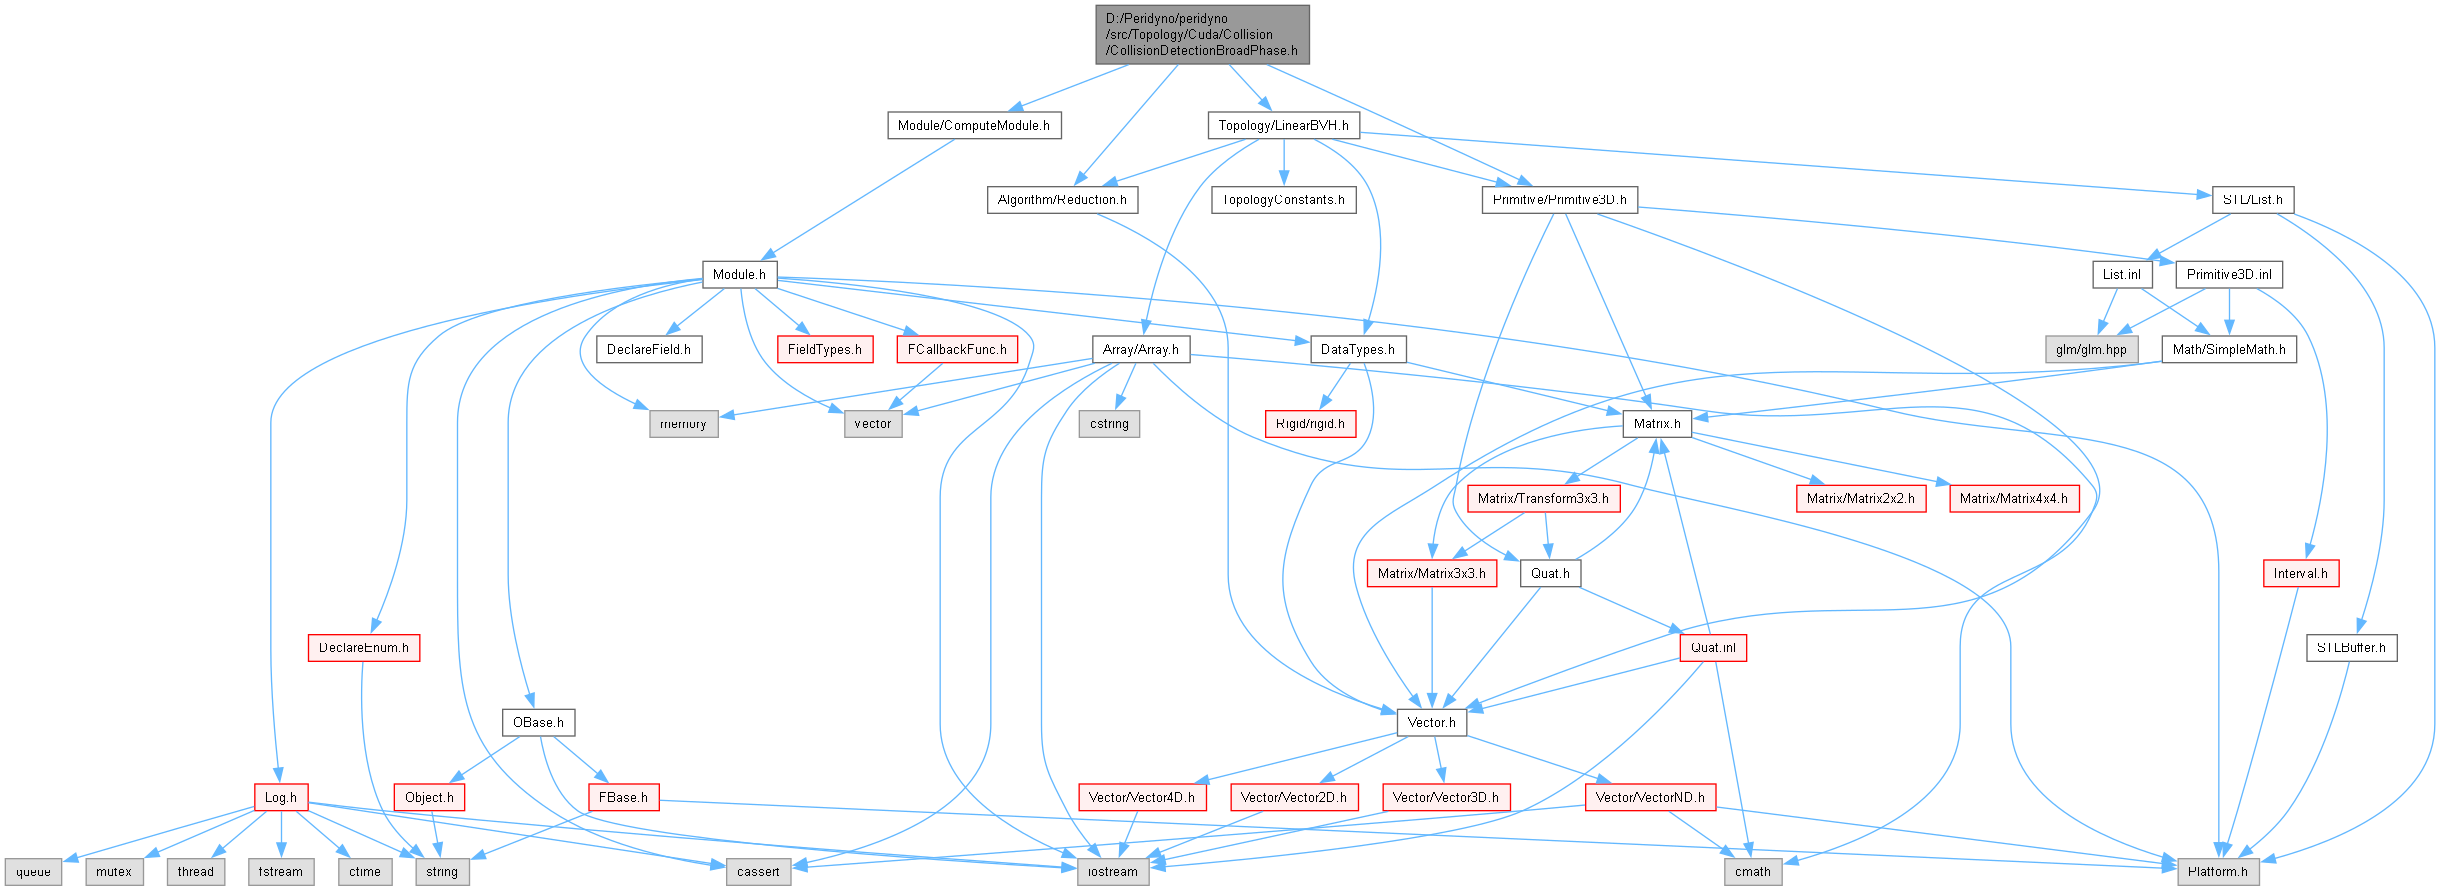 D:/Peridyno/peridyno
/src/Topology/Cuda/Collision
/CollisionDetectionBroadPhase.h
Module/ComputeModule.h
Topology/LinearBVH.h
Algorithm/Reduction.h
TopologyConstants.h
Primitive/Primitive3D.h
STL/List.h
Module.h
List.inl
Primitive3D.inl
DeclareField.h
FieldTypes.h
FCallbackFunc.h
Array/Array.h
DataTypes.h
glm/glm.hpp
Math/SimpleMath.h
memory
vector
cstring
Rigid/rigid.h
Matrix.h
Matrix/Transform3x3.h
Matrix/Matrix2x2.h
Matrix/Matrix4x4.h
Matrix/Matrix3x3.h
Quat.h
Interval.h
DeclareEnum.h
Quat.inl
STLBuffer.h
OBase.h
Vector.h
Log.h
Object.h
FBase.h
Vector/Vector4D.h
Vector/Vector2D.h
Vector/Vector3D.h
Vector/VectorND.h
queue
mutex
thread
fstream
ctime
string
cassert
iostream
cmath
Platform.h